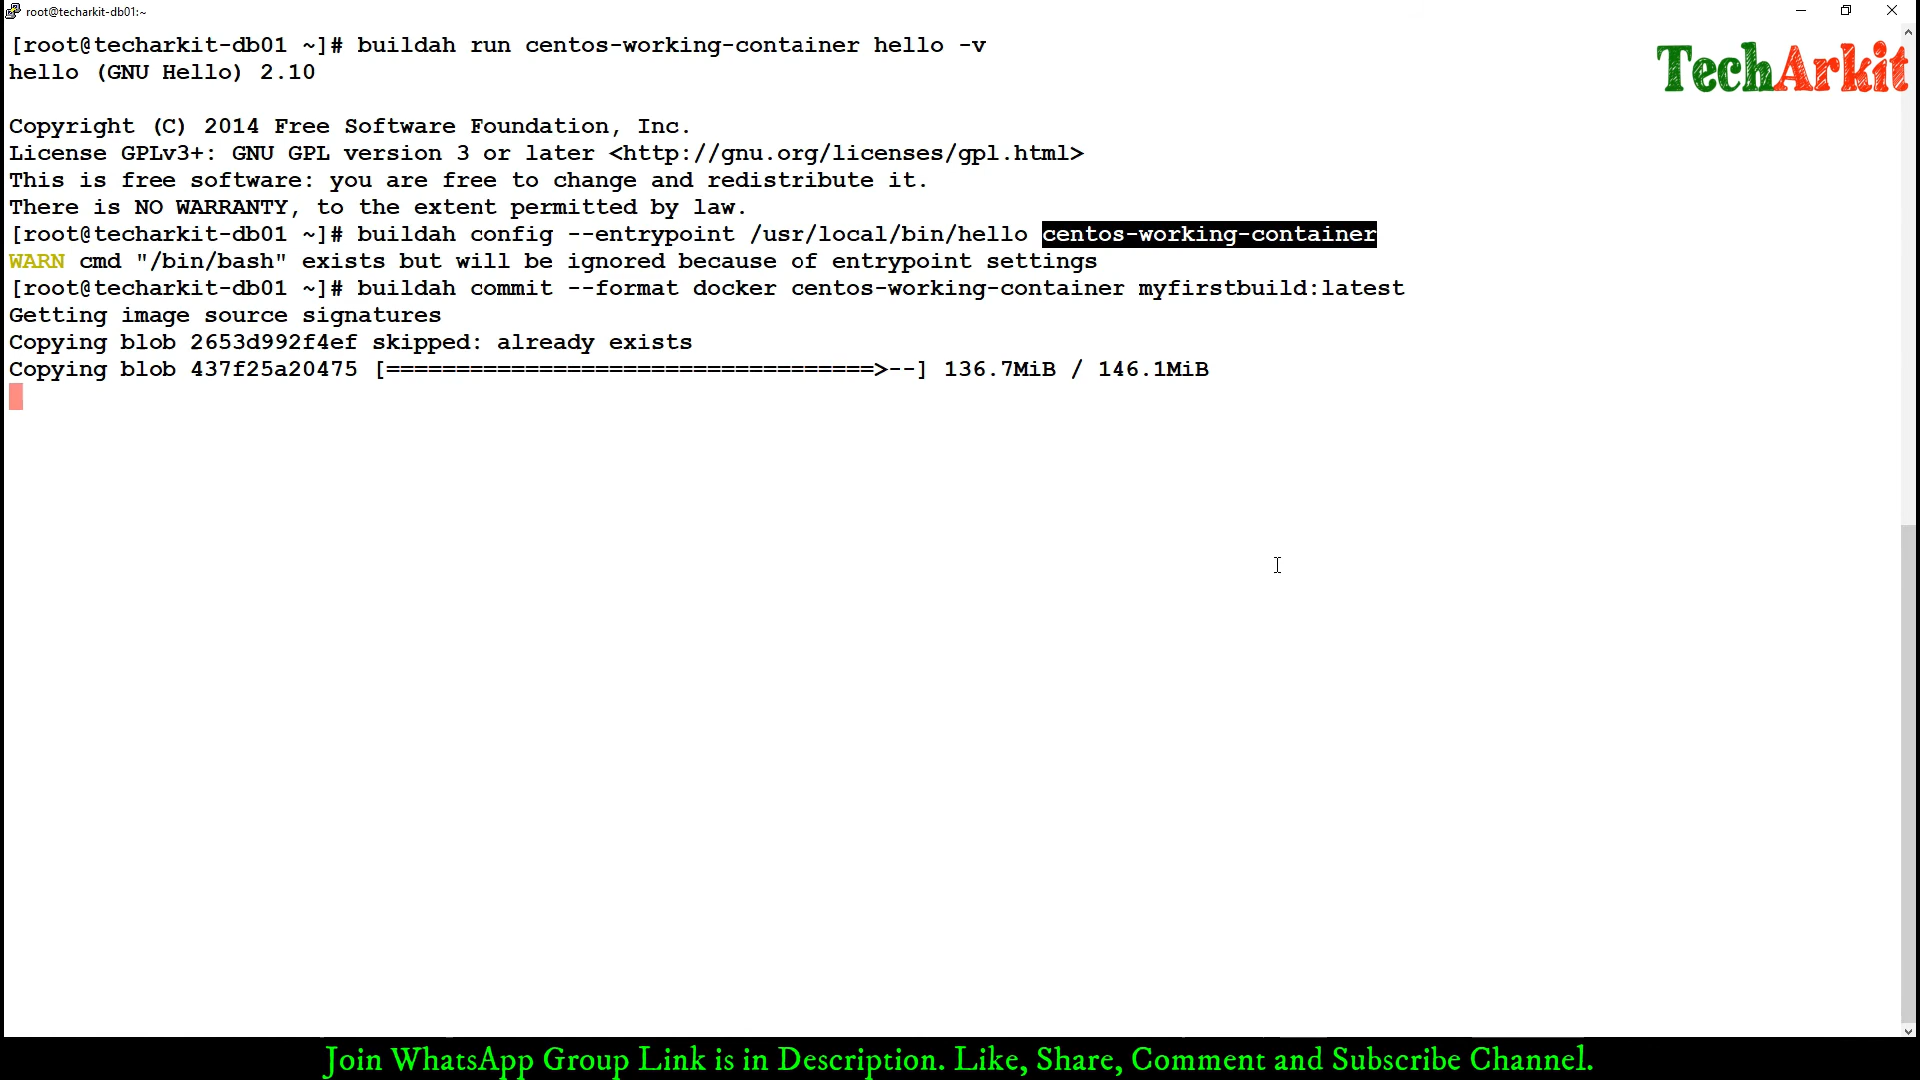 root@techarkit-db01:~
[root@techarkit-db01 ~]# buildah run centos-working-container hello -v
TechArkit
hello (GNU Hello) 2.10
Copyright (C) 2014 Free Software Foundation, Inc.
License GPLv3+: GNU GPL version 3 or later <http://gnu.org/licenses/gpl.html>
This is free software: you are free to change and redistribute it.
There is NO WARRANTY, to the extent permitted by law.
[root@techarkit-db01 ~]# buildah config --entrypoint /usr/local/bin/hello centos-working-container
WARN cmd "/bin/bash" exists but will be ignored because of entrypoint settings
[root@techarkit-db01 ~]# buildah commit --format docker centos-working-container myfirstbuild:latest
Getting image source signatures
Copying blob 2653d992f4ef skipped: already exists
Copying blob 437f25a20475 [===================================>--] 136.7MiB / 146.1MiB
Join WhatsApp Group Link is in Description. Like, Share, Comment and Subscribe Channel.